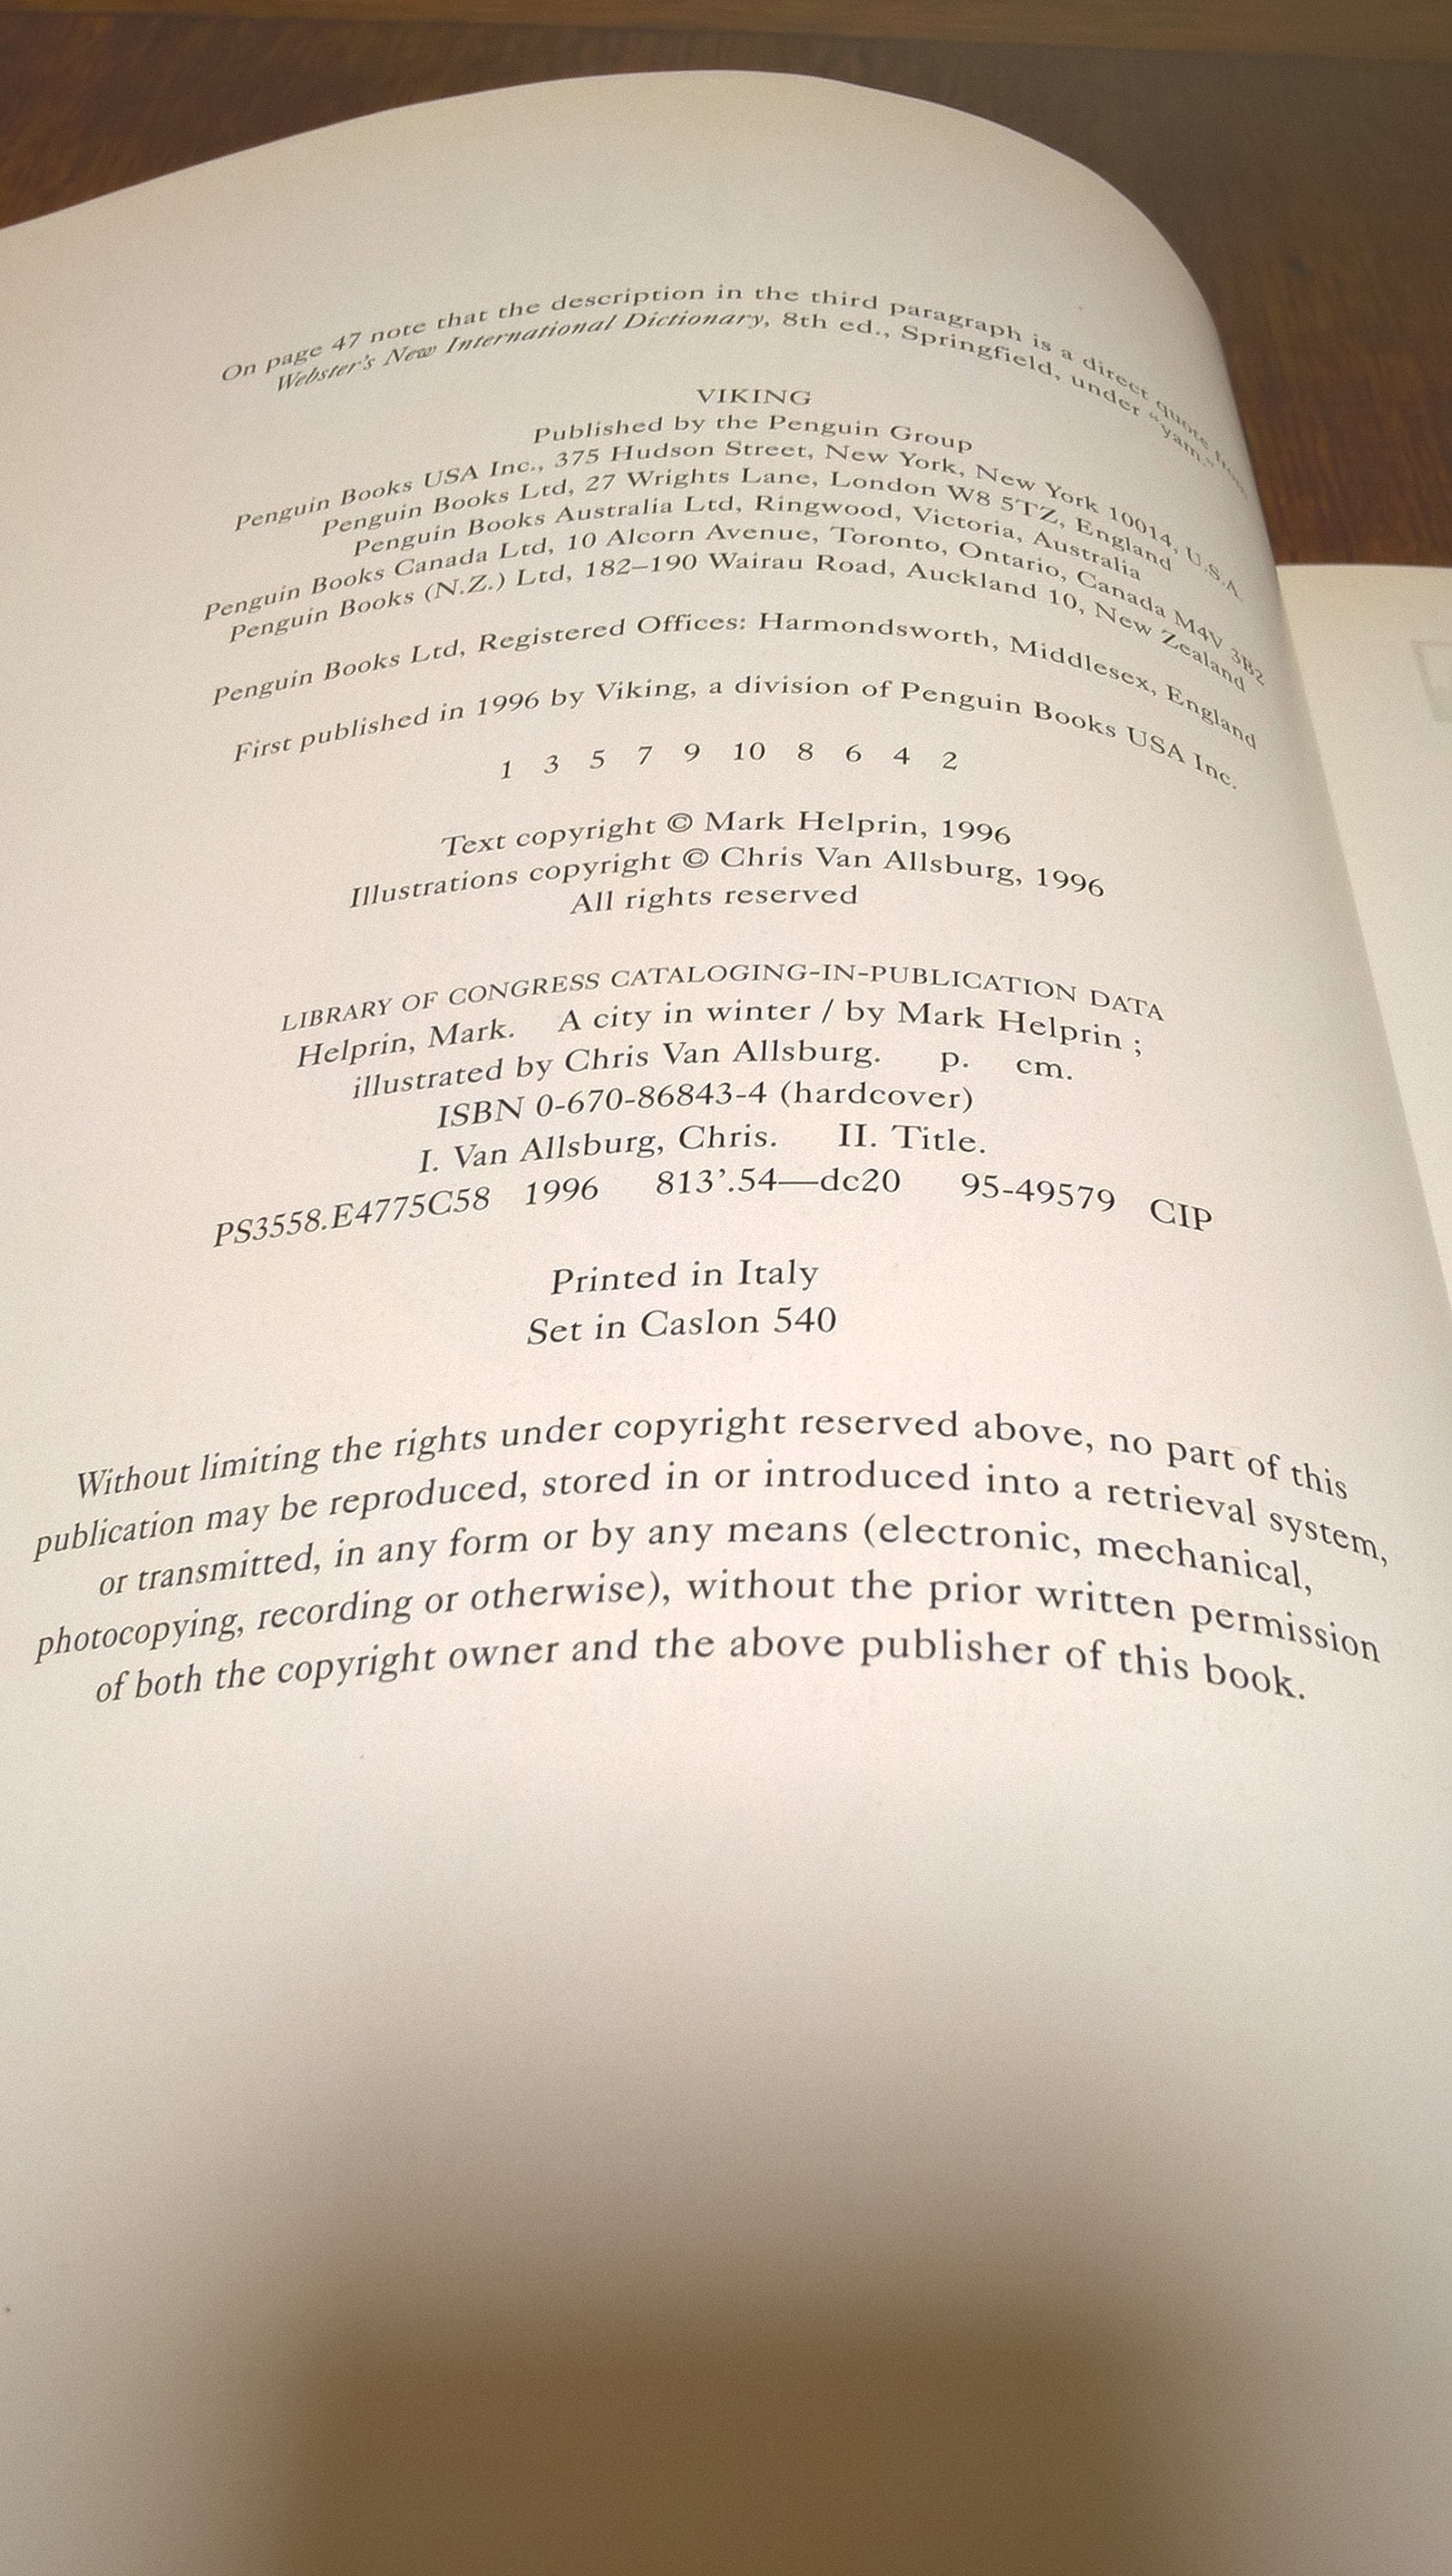 On page 47 note that the description in the third paragraph is a direct quote from
Webster's New International Dictionary, 8th ed., Springfield, under "yam."
VIKING
Published by the Penguin Group
Penguin Books USA Inc., 375 Hudson Street, New York, New York 10014, U.S.A.
Penguin Books Ltd, 27 Wrights Lane, London W8 5TZ, England
Penguin Books Australia Ltd, Ringwood, Victoria, Australia
Penguin Books Canada Ltd, 10 Alcorn Avenue, Toronto, Ontario, Canada M4V 3B2
Penguin Books (N.Z.) Ltd, 182–190 Wairau Road, Auckland 10, New Zealand
Penguin Books Ltd, Registered Offices: Harmondsworth, Middlesex, England
First published in 1996 by Viking, a division of Penguin Books USA Inc.
1 3 5 7 9 10 8 6 4 2
Text copyright © Mark Helprin, 1996
Illustrations copyright © Chris Van Allsburg, 1996
All rights reserved
LIBRARY OF CONGRESS CATALOGING-IN-PUBLICATION DATA
Helprin, Mark. A city in winter / by Mark Helprin ;
illustrated by Chris Van Allsburg. p. cm.
ISBN 0-670-86843-4 (hardcover)
I. Van Allsburg, Chris. II. Title.
PS3558.E4775C58 1996 813'.54—dc20 95-49579 CIP
Printed in Italy
Set in Caslon 540
Without limiting the rights under copyright reserved above, no part of this
publication may be reproduced, stored in or introduced into a retrieval system,
or transmitted, in any form or by any means (electronic, mechanical,
photocopying, recording or otherwise), without the prior written permission
of both the copyright owner and the above publisher of this book.